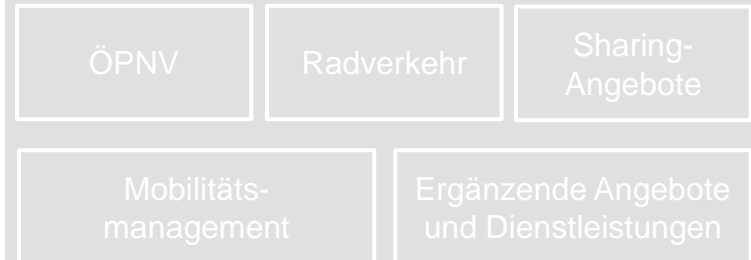 ÖPNV
Radverkehr
Sharing-
Angebote
Mobilitäts-
management
Ergänzende Angebote
und Dienstleistungen